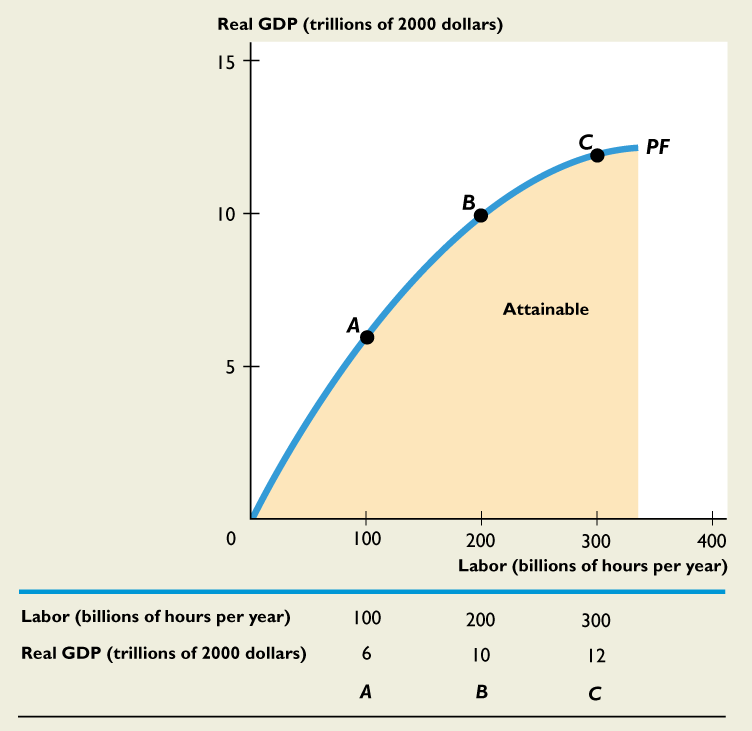 Real GDP (trillions of 2000 dollars)
15
C
PF
B
10
Attainable
A
5
0
100
200
300
400
Labor (billions of hours per year)
Labor (billions of hours per year) 100 200 300
Real GDP (trillions of 2000 dollars) 6 10 12
A B C